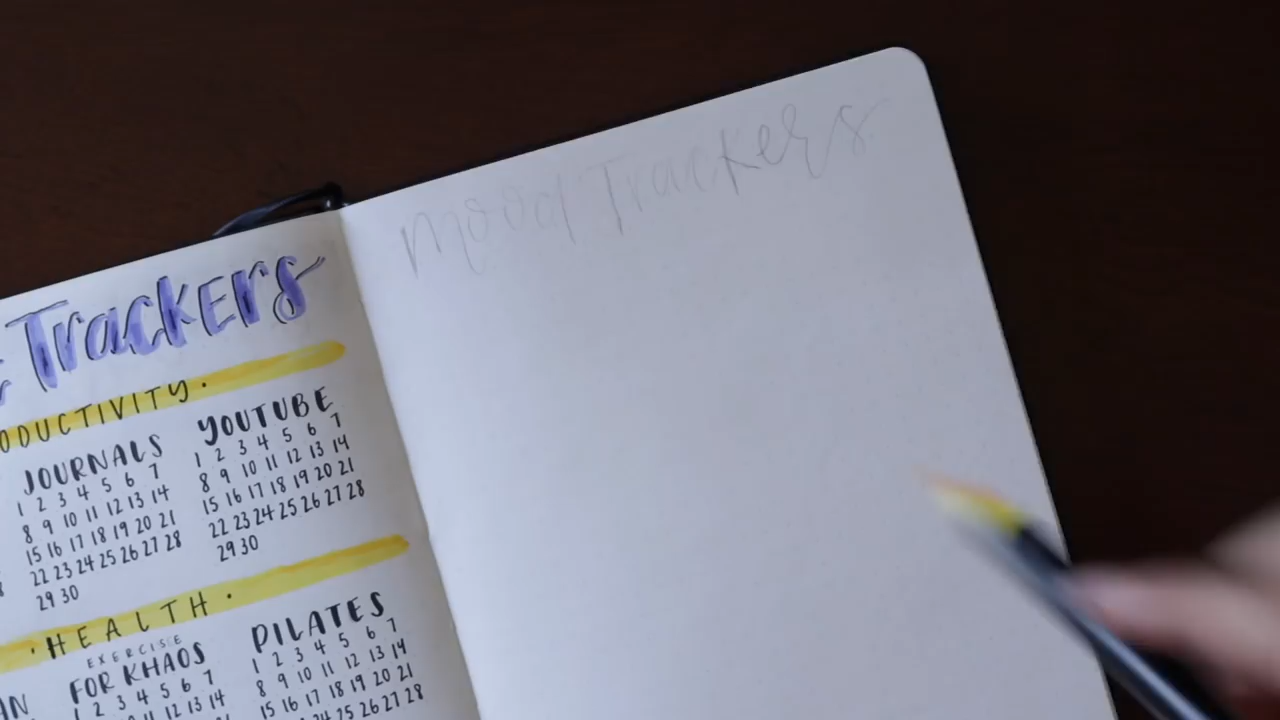 Trackers
JOURNALS
1 2 3 4 5 6 7
8 9 10 11 12 13 14
15 16 17 18 19 20 21
22 23 24 25 26 27 28
29 30
YOUTUBE
1 2 3 4 5 6 7
8 9 10 11 12 13 14
15 16 17 18 19 20 21
22 23 24 25 26 27 28
29 30
·HEALTH·
EXERCISE
FOR KHAOS
1 2 3 4 5 6 7
PILATES
1 2 3 4 5 6 7
8 9 10 11 12 13 14
15 16 17 18 19 20 21
25 26 27 28
Mood Trackers